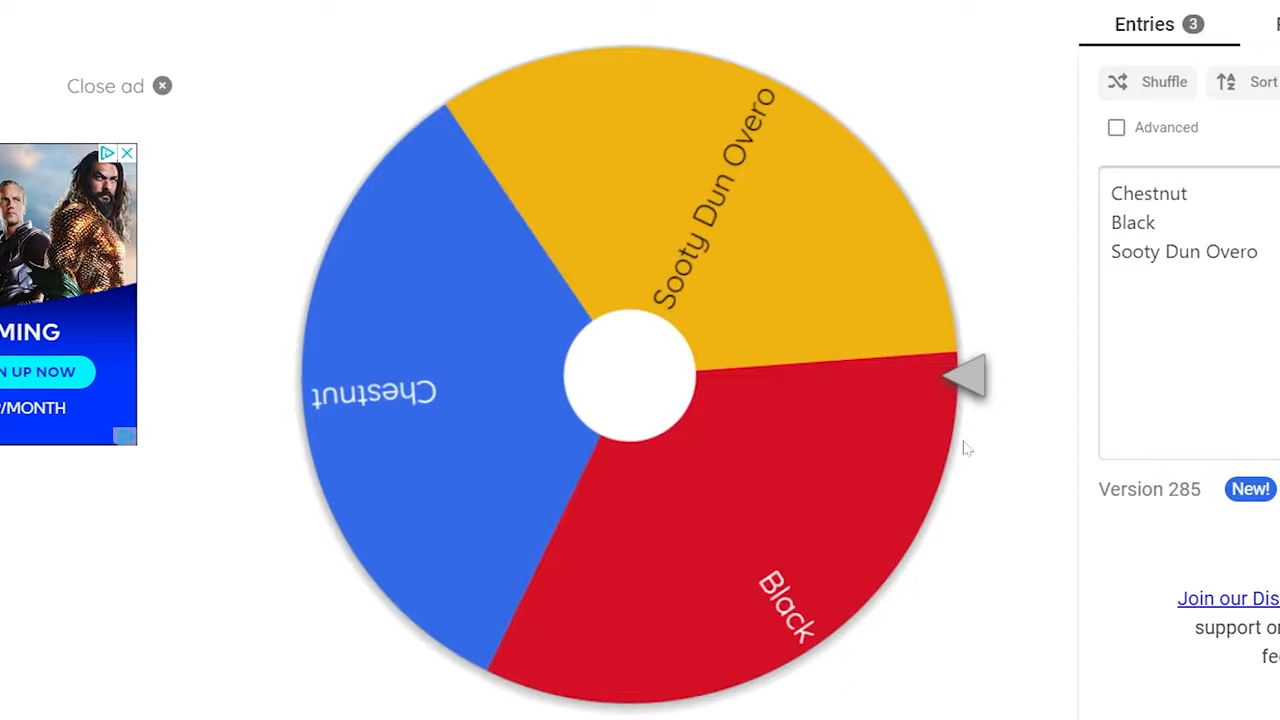 Entries 3
Close ad
Shuffle
Sort
Advanced
Chestnut
Black
Sooty Dun Overo
Sooty Dun Overo
Chestnut
Black
MING
N UP NOW
/MONTH
Version 285
New!
Join our Dis
support o
fe